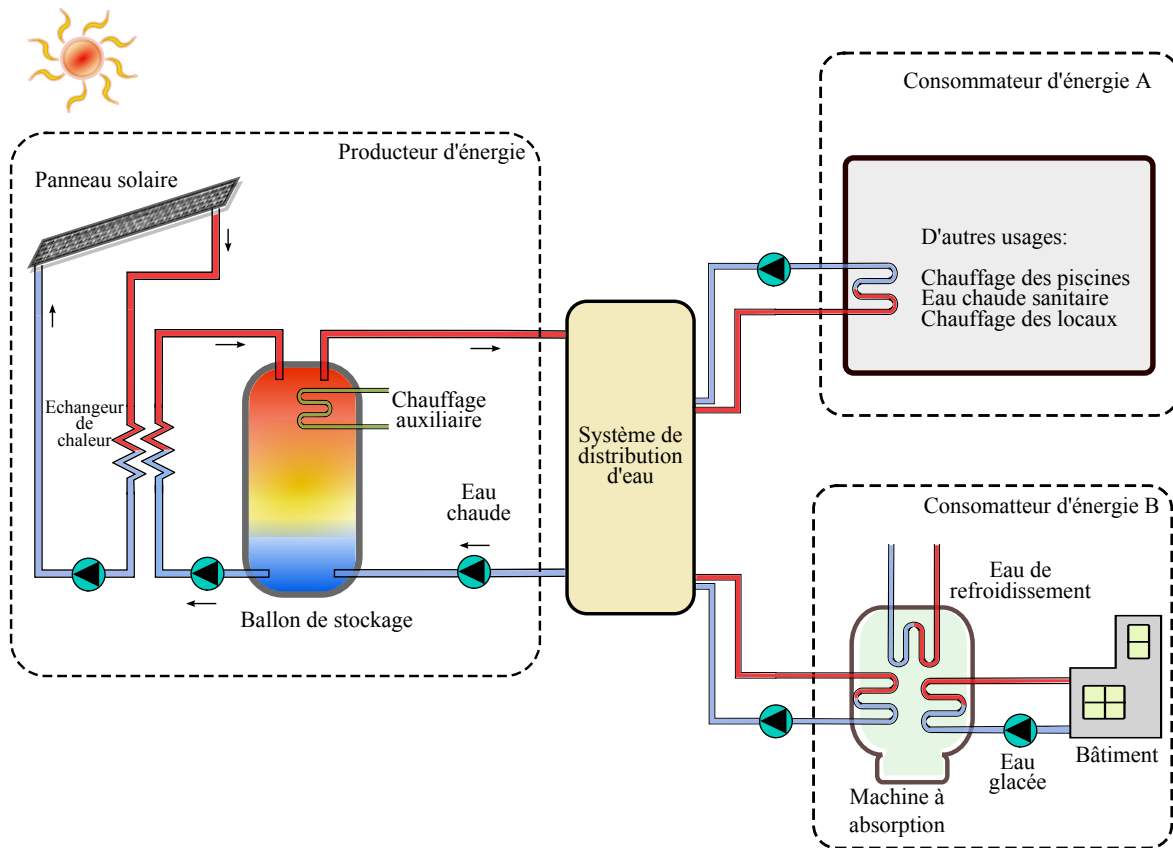 Consommateur d'énergie A
Producteur d'énergie
Panneau solaire
D'autres usages:
Chauffage des piscines
Eau chaude sanitaire
Chauffage des locaux
Echangeur
de
chaleur
Chauffage
auxiliaire
Système de
distribution
d'eau
Eau
chaude
Ballon de stockage
Consomatteur d'énergie B
Eau de
refroidissement
Eau
glacée
Bâtiment
Machine à
absorption